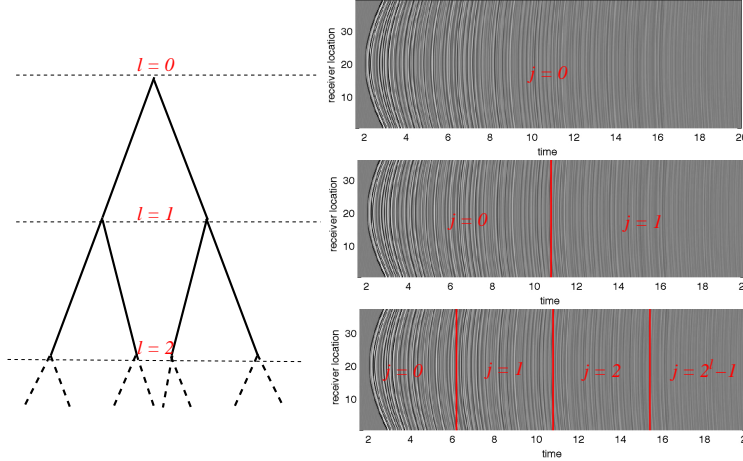 l = 0
l = 1
l = 2
receiver location
30
20
10
j = 0
2 4 6 8 10 12 14 16 18 20
time
receiver location
30
20
10
j = 0 j = 1
2 4 6 8 10 12 14 16 18
time
receiver location
30
20
10
j = 0 j = 1 j = 2 j = 2^l − 1
2 4 6 8 10 12 14 16 18
time